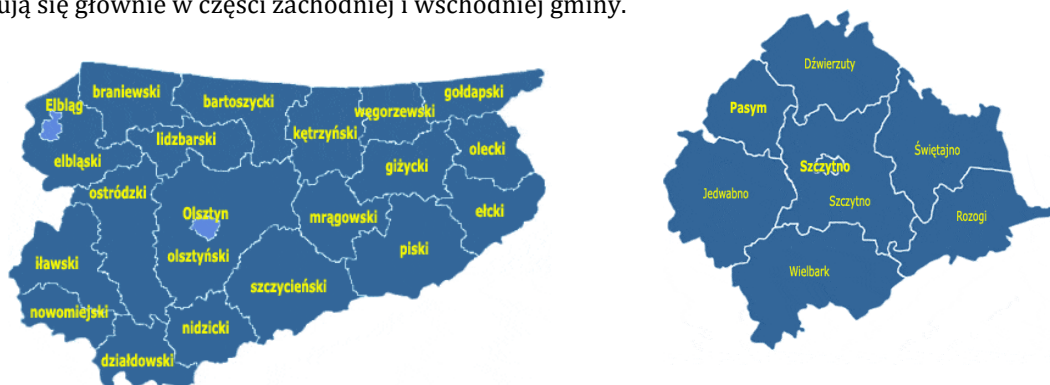 ują się głównie w części zachodniej i wschodniej gminy.
Elbląg
braniewski
bartoszycki
gołdapski
węgorzewski
kętrzyński
lidzbarski
elbląski
giżycki
olecki
ostródzki
Olsztyn
mrągowski
ełcki
olsztyński
piski
iławski
szczycieński
nowomiejski
nidzicki
działdowski
Dźwierzuty
Pasym
Świętajno
Szczytno
Jedwabno
Szczytno
Rozogi
Wielbark